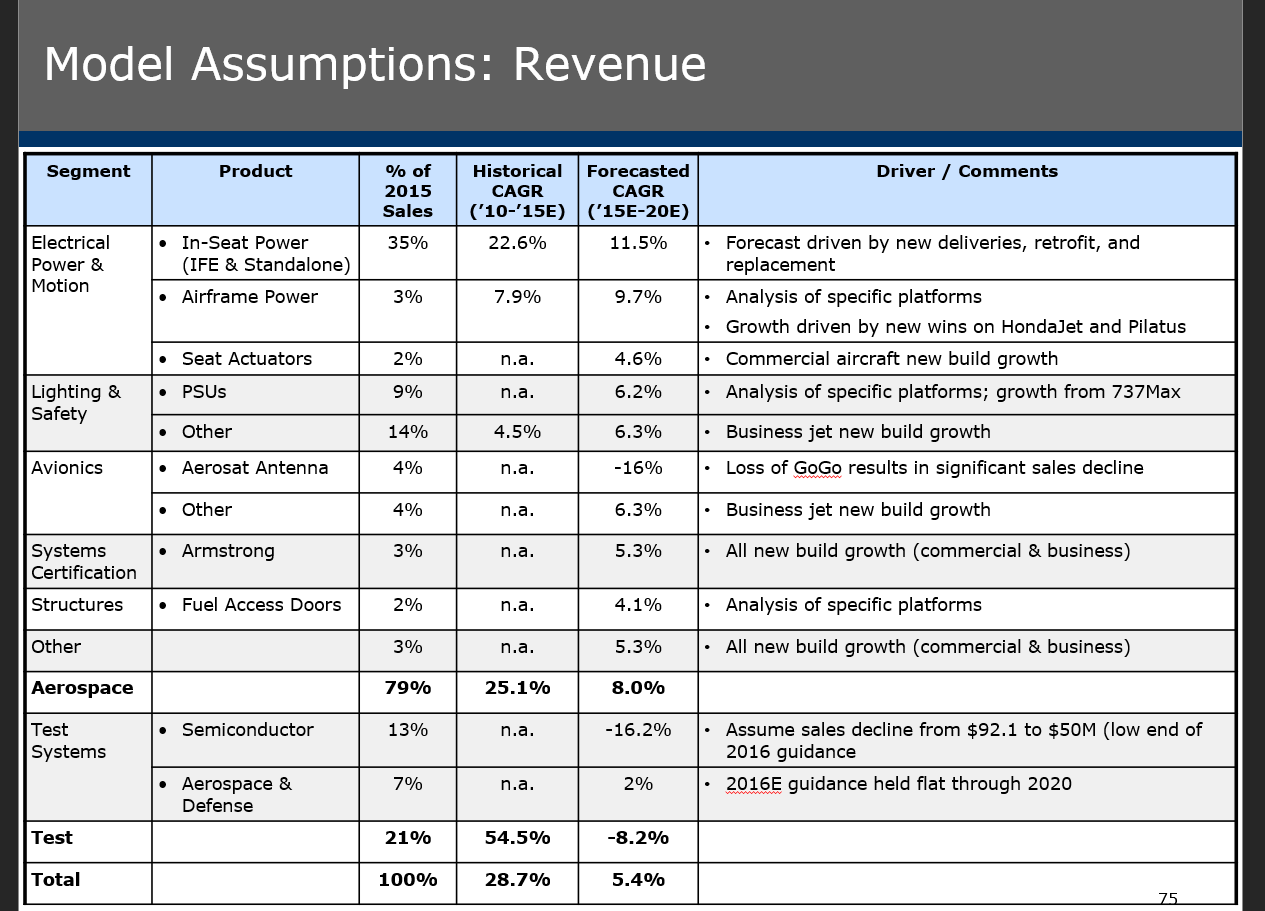 Model Assumptions: Revenue
Segment
Product
% of
2015
Sales
Historical
CAGR
(’10-’15E)
Forecasted
CAGR
(’15E-20E)
Driver / Comments
Electrical
Power &
Motion
• In-Seat Power
(IFE & Standalone)
35%
22.6%
11.5%
• Forecast driven by new deliveries, retrofit, and
replacement
• Airframe Power
3%
7.9%
9.7%
• Analysis of specific platforms
• Growth driven by new wins on HondaJet and Pilatus
• Seat Actuators
2%
n.a.
4.6%
• Commercial aircraft new build growth
Lighting &
Safety
• PSUs
9%
n.a.
6.2%
• Analysis of specific platforms; growth from 737Max
• Other
14%
4.5%
6.3%
• Business jet new build growth
Avionics
• Aerosat Antenna
4%
n.a.
-16%
• Loss of GoGo results in significant sales decline
• Other
4%
n.a.
6.3%
• Business jet new build growth
Systems
Certification
• Armstrong
3%
n.a.
5.3%
• All new build growth (commercial & business)
Structures
• Fuel Access Doors
2%
n.a.
4.1%
• Analysis of specific platforms
Other
3%
n.a.
5.3%
• All new build growth (commercial & business)
Aerospace
79%
25.1%
8.0%
Test
Systems
• Semiconductor
13%
n.a.
-16.2%
• Assume sales decline from $92.1 to $50M (low end of
2016 guidance
• Aerospace &
Defense
7%
n.a.
2%
• 2016E guidance held flat through 2020
Test
21%
54.5%
-8.2%
Total
100%
28.7%
5.4%
75